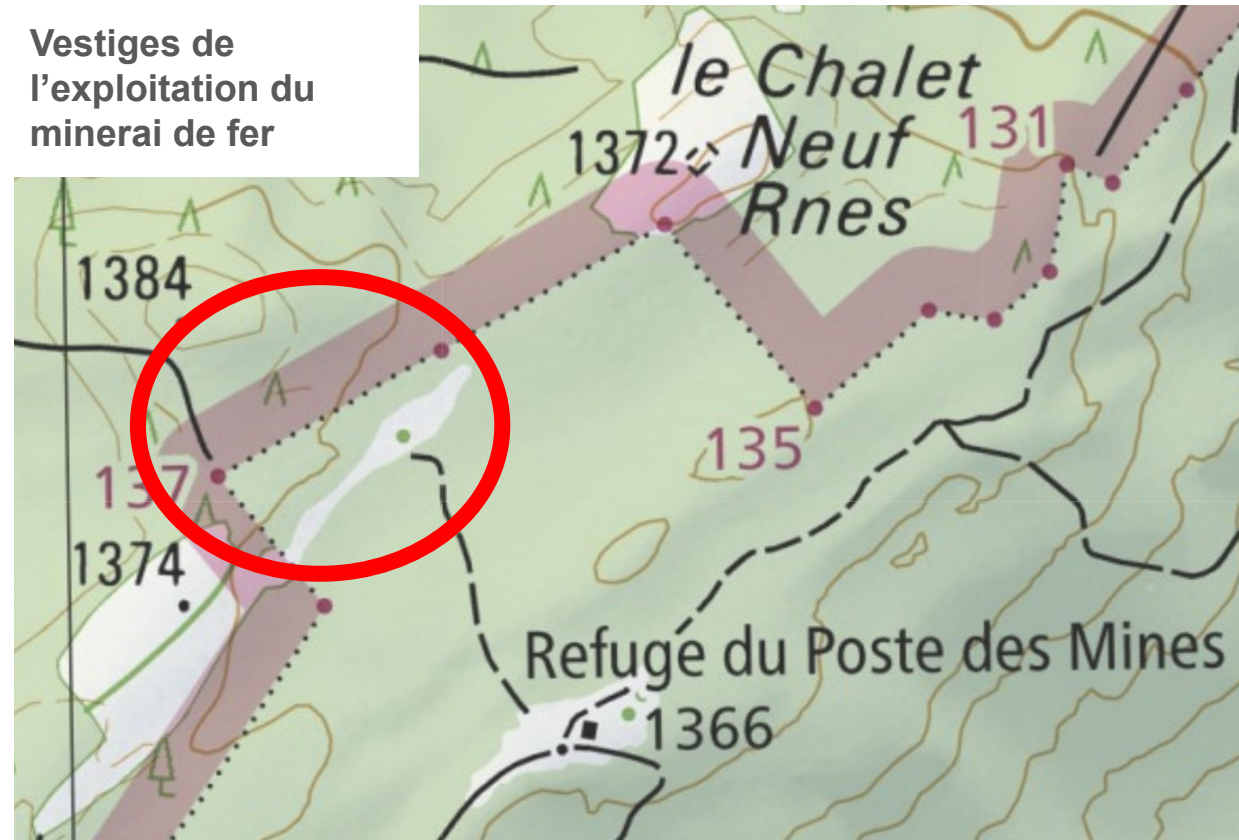 Vestiges de
l’exploitation du
minerai de fer
le Chalet
1372 Neuf
131
Rnes
1384
137
135
1374
Refuge du Poste des Mines
1366